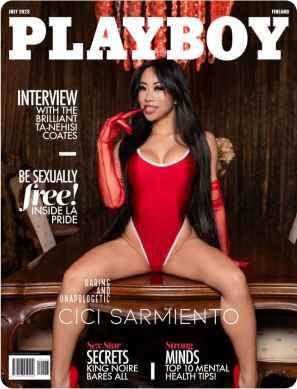 JULY 2023
FINLAND
PLAYBOY
INTERVIEW
WITH THE
BRILLIANT
TA-NEHISI
COATES
BE SEXUALLY
free!
INSIDE LA
PRIDE
DARING
AND
UNAPOLOGETIC
CICI SARMIENTO
Sex Star
SECRETS
KING NOIRE
BARES ALL
Strong
MINDS
TOP 10 MENTAL
HEALTH TIPS!